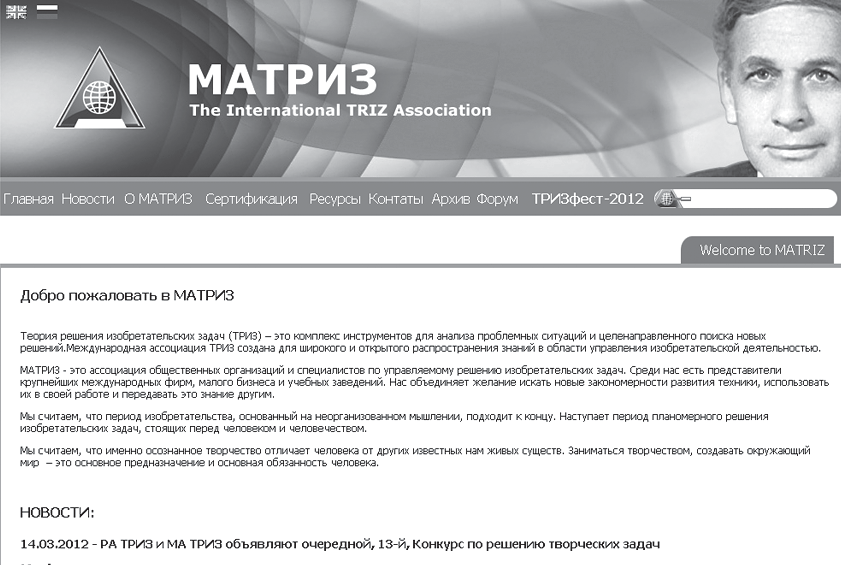 МАТРИЗ
The International TRIZ Association
Главная Новости О МАТРИЗ Сертификация Ресурсы Контакты Архив Форум ТРИЗфест-2012
Welcome to MATRIZ
Добро пожаловать в МАТРИЗ
Теория решения изобретательских задач (ТРИЗ) – это комплекс инструментов для анализа проблемных ситуаций и целенаправленного поиска новых
решений.Международная ассоциация ТРИЗ создана для широкого и открытого распространения знаний в области управления изобретательской деятельностью.
МАТРИЗ - это ассоциация общественных организаций и специалистов по управляемому решению изобретательских задач. Среди нас есть представители
крупнейших международных фирм, малого бизнеса и учебных заведений. Нас объединяет желание искать новые закономерности развития техники, использовать
их в своей работе и передавать это знание другим.
Мы считаем, что период изобретательства, основанный на неорганизованном мышлении, подходит к концу. Наступает период планомерного решения
изобретательских задач, стоящих перед человеком и человечеством.
Мы считаем, что именно осознанное творчество отличает человека от других известных нам живых существ. Заниматься творчеством, создавать окружающий
мир – это основное предназначение и основная обязанность человека.
НОВОСТИ:
14.03.2012 - РА ТРИЗ и МА ТРИЗ объявляют очередной, 13-й, Конкурс по решению творческих задач